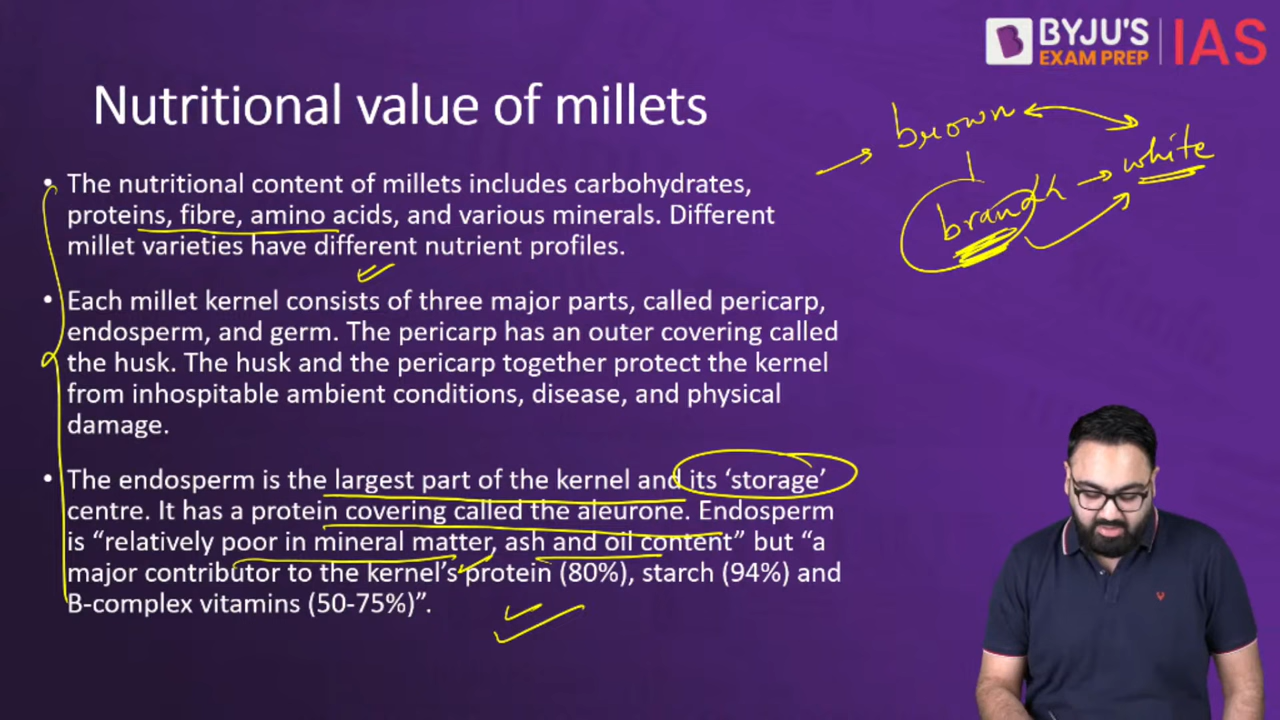 BYJU'S
EXAM PREP
IAS
Nutritional value of millets
brown
white
• The nutritional content of millets includes carbohydrates,
proteins, fibre, amino acids, and various minerals. Different
millet varieties have different nutrient profiles.
• Each millet kernel consists of three major parts, called pericarp,
endosperm, and germ. The pericarp has an outer covering called
the husk. The husk and the pericarp together protect the kernel
from inhospitable ambient conditions, disease, and physical
damage.
• The endosperm is the largest part of the kernel and its ‘storage’
centre. It has a protein covering called the aleurone. Endosperm
is “relatively poor in mineral matter, ash and oil content” but “a
major contributor to the kernel’s protein (80%), starch (94%) and
B-complex vitamins (50-75%)”.